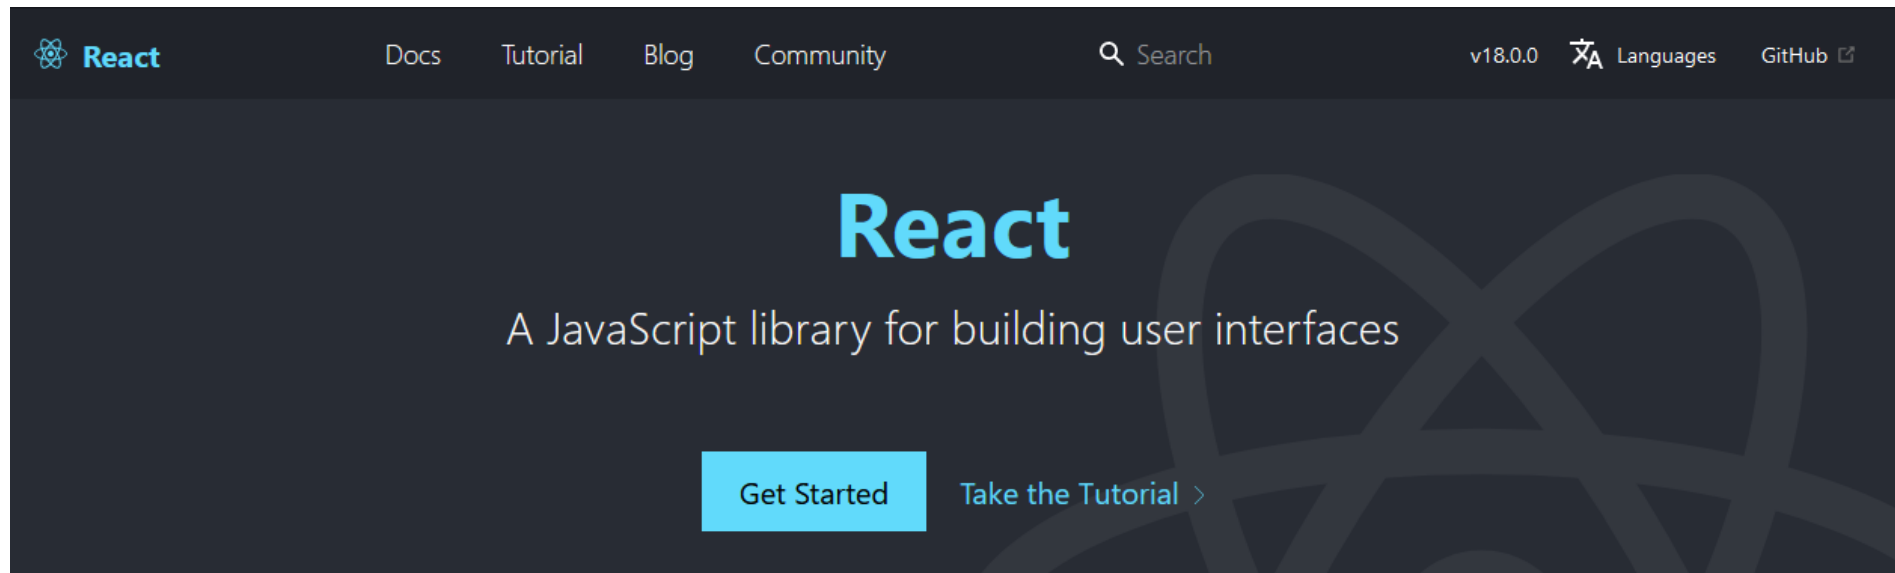 React Docs Tutorial Blog Community Search v18.0.0 Languages GitHub
React
A JavaScript library for building user interfaces
Get Started Take the Tutorial >